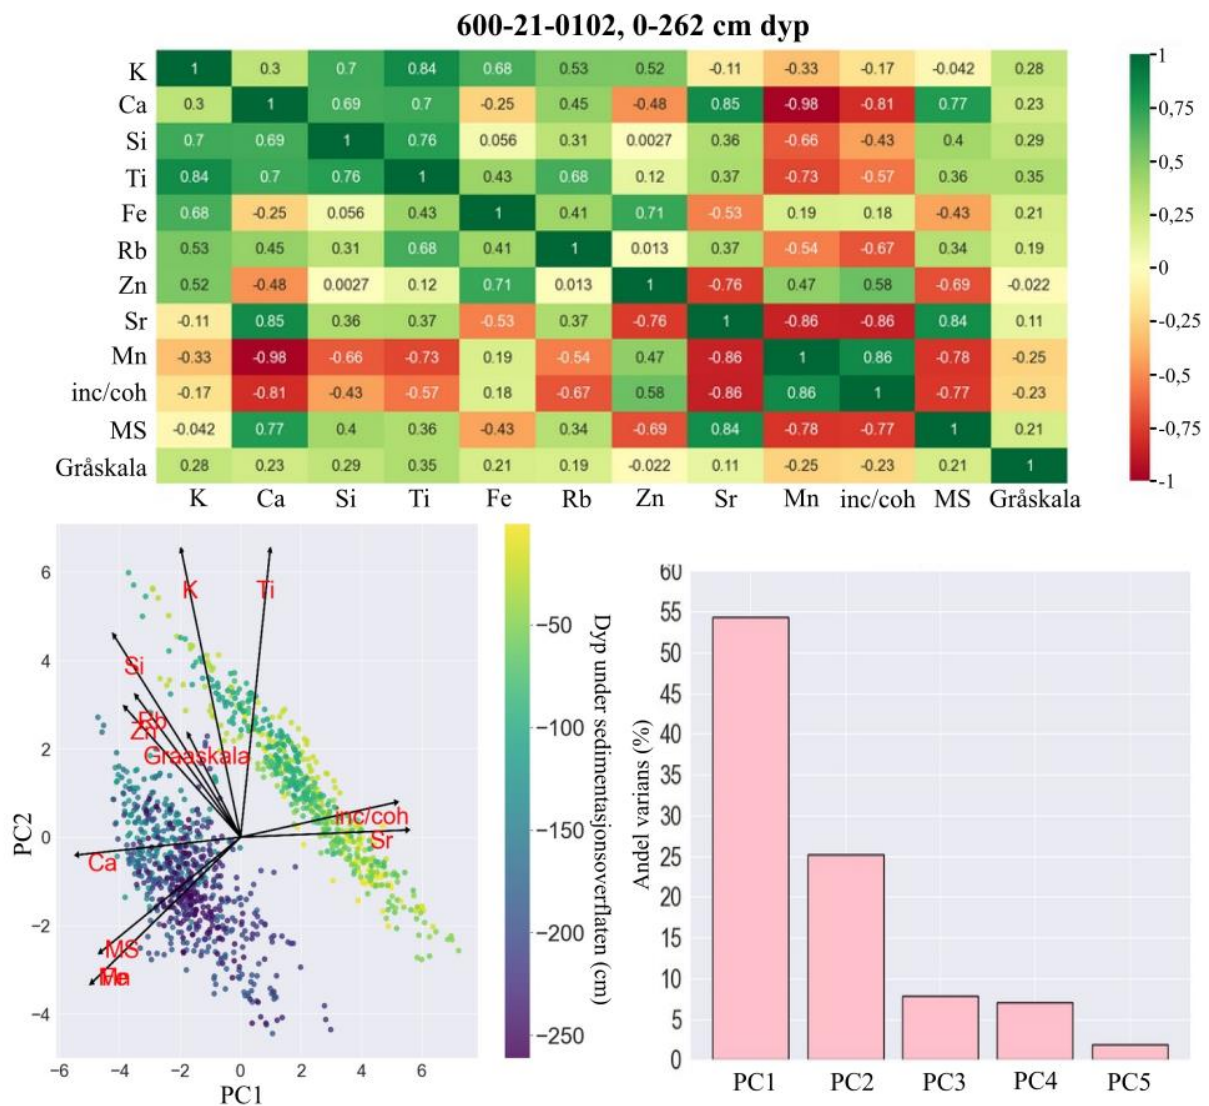 600-21-0102, 0-262 cm dyp
K 1 0.3 0.7 0.84 0.68 0.53 0.52 -0.11 -0.33 -0.17 -0.042 0.28
Ca 0.3 1 0.69 0.7 -0.25 0.45 -0.48 0.85 -0.98 -0.81 0.77 0.23
Si 0.7 0.69 1 0.76 0.056 0.31 0.0027 0.36 -0.66 -0.43 0.4 0.29
Ti 0.84 0.7 0.76 1 0.43 0.68 0.12 0.37 -0.73 -0.57 0.36 0.35
Fe 0.68 -0.25 0.056 0.43 1 0.41 0.71 -0.53 0.19 0.18 -0.43 0.21
Rb 0.53 0.45 0.31 0.68 0.41 1 0.013 0.37 -0.54 -0.67 0.34 0.19
Zn 0.52 -0.48 0.0027 0.12 0.71 0.013 1 -0.76 0.47 0.58 -0.69 -0.022
Sr -0.11 0.85 0.36 0.37 -0.53 0.37 -0.76 1 -0.86 -0.86 0.84 0.11
Mn -0.33 -0.98 -0.66 -0.73 0.19 -0.54 0.47 -0.86 1 0.86 -0.78 -0.25
inc/coh -0.17 -0.81 -0.43 -0.57 0.18 -0.67 0.58 -0.86 0.86 1 -0.77 -0.23
MS -0.042 0.77 0.4 0.36 -0.43 0.34 -0.69 0.84 -0.78 -0.77 1 0.21
Gråskala 0.28 0.23 0.29 0.35 0.21 0.19 -0.022 0.11 -0.25 -0.23 0.21 1
K Ca Si Ti Fe Rb Zn Sr Mn inc/coh MS Gråskala
1
0,75
0,5
0,25
0
-0,25
-0,5
-0,75
-1
PC2
6
4
2
0
−2
−4
−6 −4 −2 0 2 4 6
PC1
K
Ti
Si
Rb
Zn
Graaskala
inc/coh
Sr
Ca
MS
−50
−100
−150
−200
−250
Dyp under sedimentasjonsoverflaten (cm)
Andel varians (%)
60
55
50
45
40
35
30
25
20
15
10
5
0
PC1 PC2 PC3 PC4 PC5